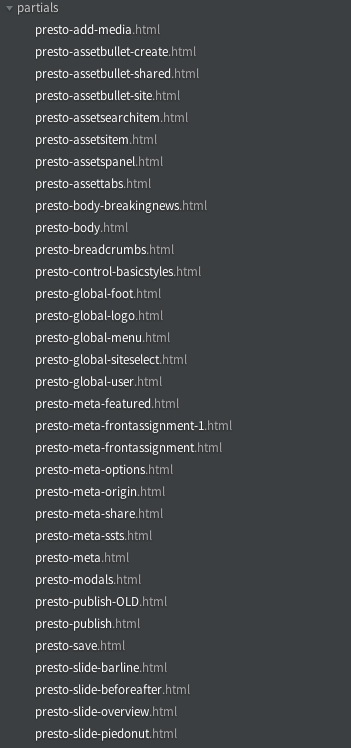 partials
presto-add-media.html
presto-assetbullet-create.html
presto-assetbullet-shared.html
presto-assetbullet-site.html
presto-assetsearchitem.html
presto-assetsitem.html
presto-assetspanel.html
presto-assettabs.html
presto-body-breakingnews.html
presto-body.html
presto-breadcrumbs.html
presto-control-basicstyles.html
presto-global-foot.html
presto-global-logo.html
presto-global-menu.html
presto-global-siteselect.html
presto-global-user.html
presto-meta-featured.html
presto-meta-frontassignment-1.html
presto-meta-frontassignment.html
presto-meta-options.html
presto-meta-origin.html
presto-meta-share.html
presto-meta-ssts.html
presto-meta.html
presto-modals.html
presto-publish-OLD.html
presto-publish.html
presto-save.html
presto-slide-barline.html
presto-slide-beforeafter.html
presto-slide-overview.html
presto-slide-piedonut.html